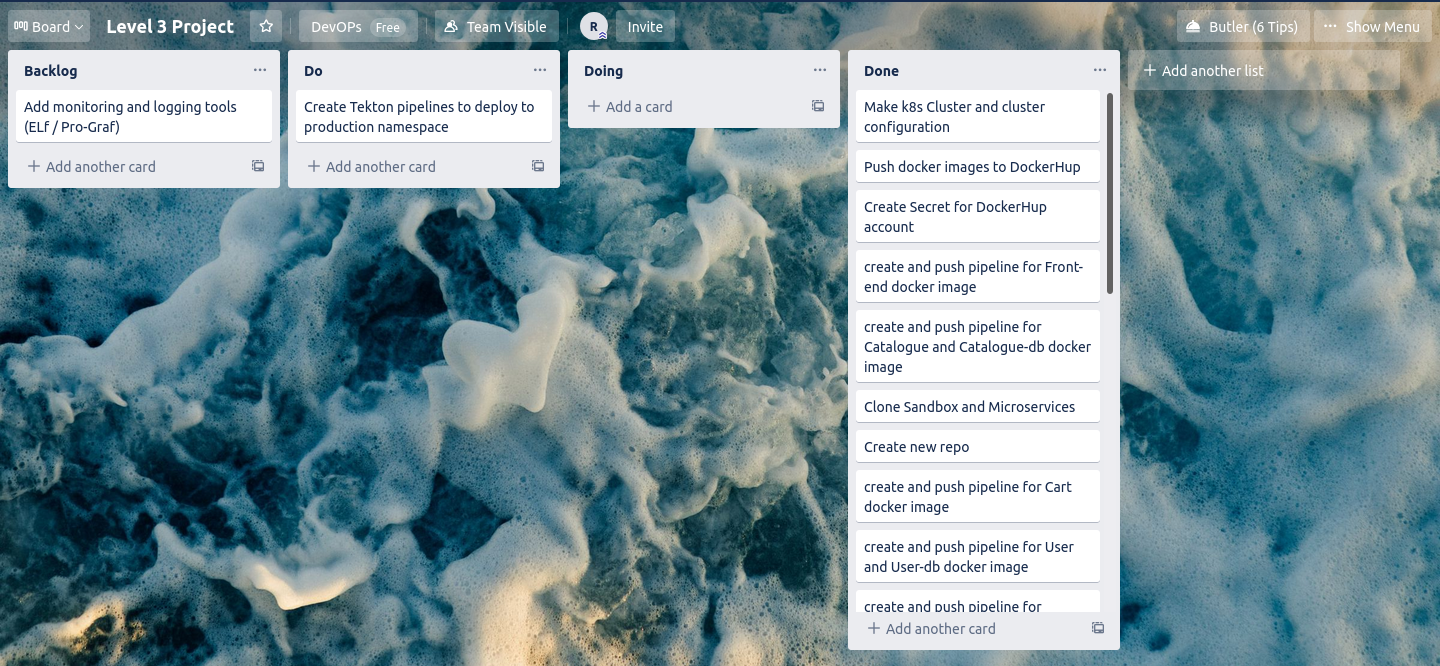 Board
Level 3 Project
DevOPs Free
Team Visible
R
Invite
Butler (6 Tips)
Show Menu
Backlog
Add monitoring and logging tools
(ELf / Pro-Graf)
Add another card
Do
Create Tekton pipelines to deploy to
production namespace
Add another card
Doing
Add a card
Done
Make k8s Cluster and cluster
configuration
Push docker images to DockerHup
Create Secret for DockerHup
account
create and push pipeline for Front-
end docker image
create and push pipeline for
Catalogue and Catalogue-db docker
image
Clone Sandbox and Microservices
Create new repo
create and push pipeline for Cart
docker image
create and push pipeline for User
and User-db docker image
create and push pipeline for
Add another card
Add another list